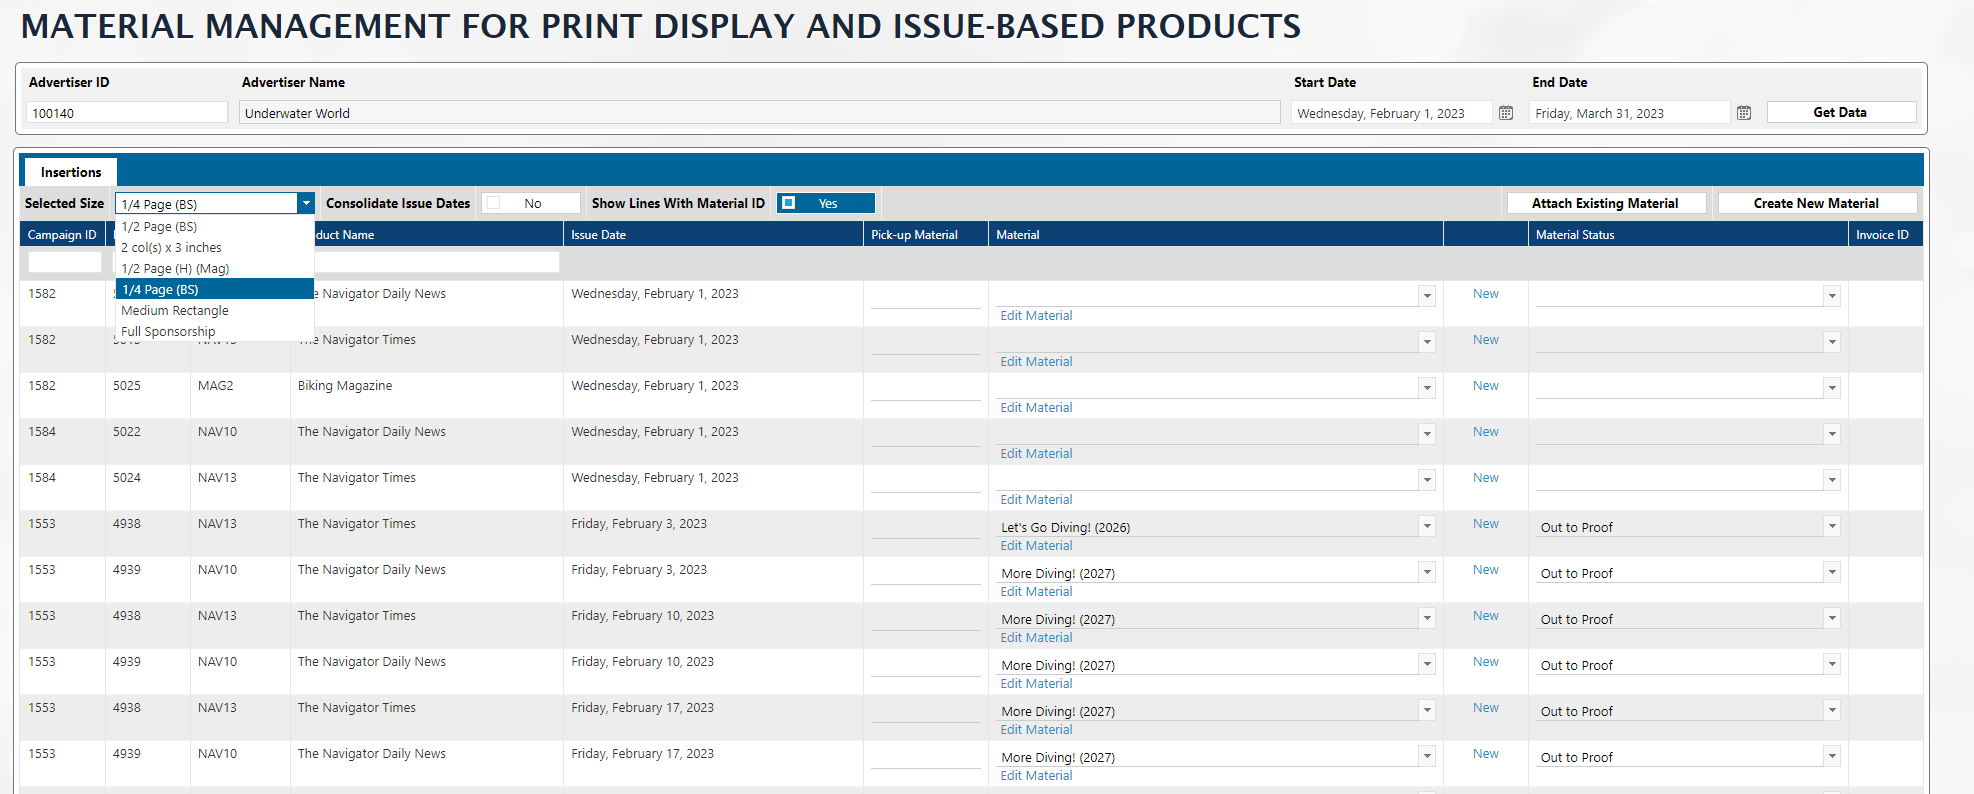 MATERIAL MANAGEMENT FOR PRINT DISPLAY AND ISSUE-BASED PRODUCTS
Advertiser ID Advertiser Name Start Date End Date
100140 Underwater World Wednesday, February 1, 2023 Friday, March 31, 2023 Get Data
Insertions
Selected Size 1/4 Page (BS) Consolidate Issue Dates No Show Lines With Material ID Yes Attach Existing Material Create New Material
1/2 Page (BS)
2 col(s) x 3 inches
1/2 Page (H) (Mag)
1/4 Page (BS)
Medium Rectangle
Full Sponsorship
Campaign ID duct Name Issue Date Pick-up Material Material Material Status Invoice ID
1582 e Navigator Daily News Wednesday, February 1, 2023 New
Edit Material
1582 e Navigator Times Wednesday, February 1, 2023 New
Edit Material
1582 5025 MAG2 Biking Magazine Wednesday, February 1, 2023 New
Edit Material
1584 5022 NAV10 The Navigator Daily News Wednesday, February 1, 2023 New
Edit Material
1584 5024 NAV13 The Navigator Times Wednesday, February 1, 2023 New
Edit Material
1553 4938 NAV13 The Navigator Times Friday, February 3, 2023 Let's Go Diving! (2026) New Out to Proof
Edit Material
1553 4939 NAV10 The Navigator Daily News Friday, February 3, 2023 More Diving! (2027) New Out to Proof
Edit Material
1553 4938 NAV13 The Navigator Times Friday, February 10, 2023 More Diving! (2027) New Out to Proof
Edit Material
1553 4939 NAV10 The Navigator Daily News Friday, February 10, 2023 More Diving! (2027) New Out to Proof
Edit Material
1553 4938 NAV13 The Navigator Times Friday, February 17, 2023 More Diving! (2027) New Out to Proof
Edit Material
1553 4939 NAV10 The Navigator Daily News Friday, February 17, 2023 More Diving! (2027) New Out to Proof
Edit Material